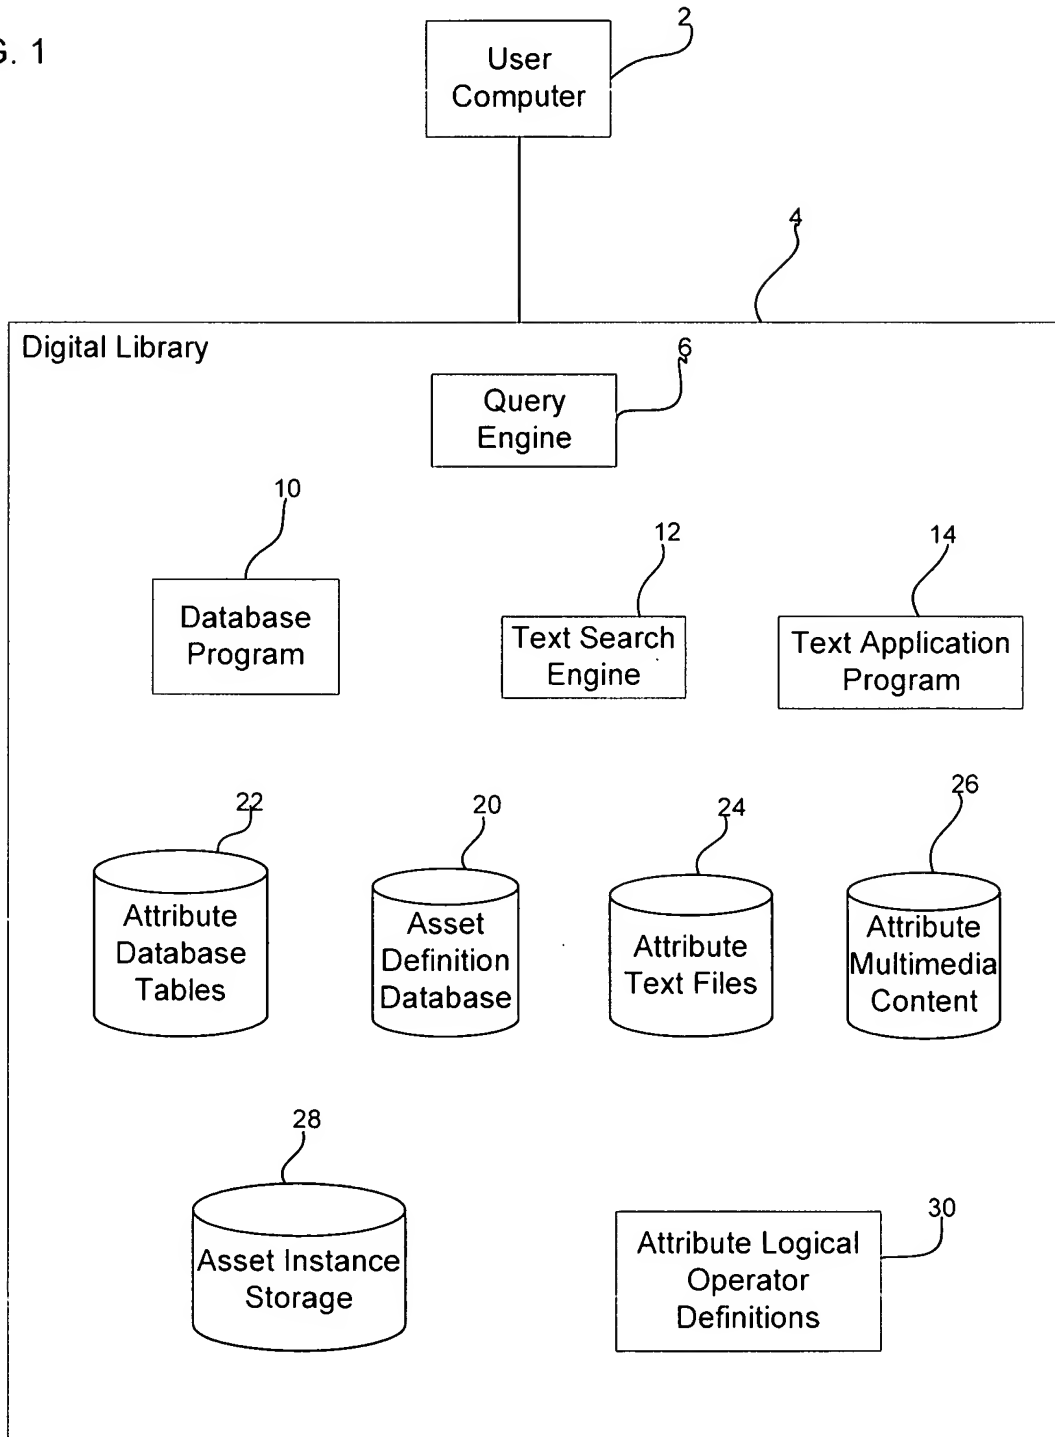 G. 1
2
User
Computer
4
Digital Library
6
Query
Engine
10
12
14
Database
Program
Text Search
Engine
Text Application
Program
22
20
24
26
Attribute
Database
Tables
Asset
Definition
Database
Attribute
Text Files
Attribute
Multimedia
Content
28
30
Asset Instance
Storage
Attribute Logical
Operator
Definitions